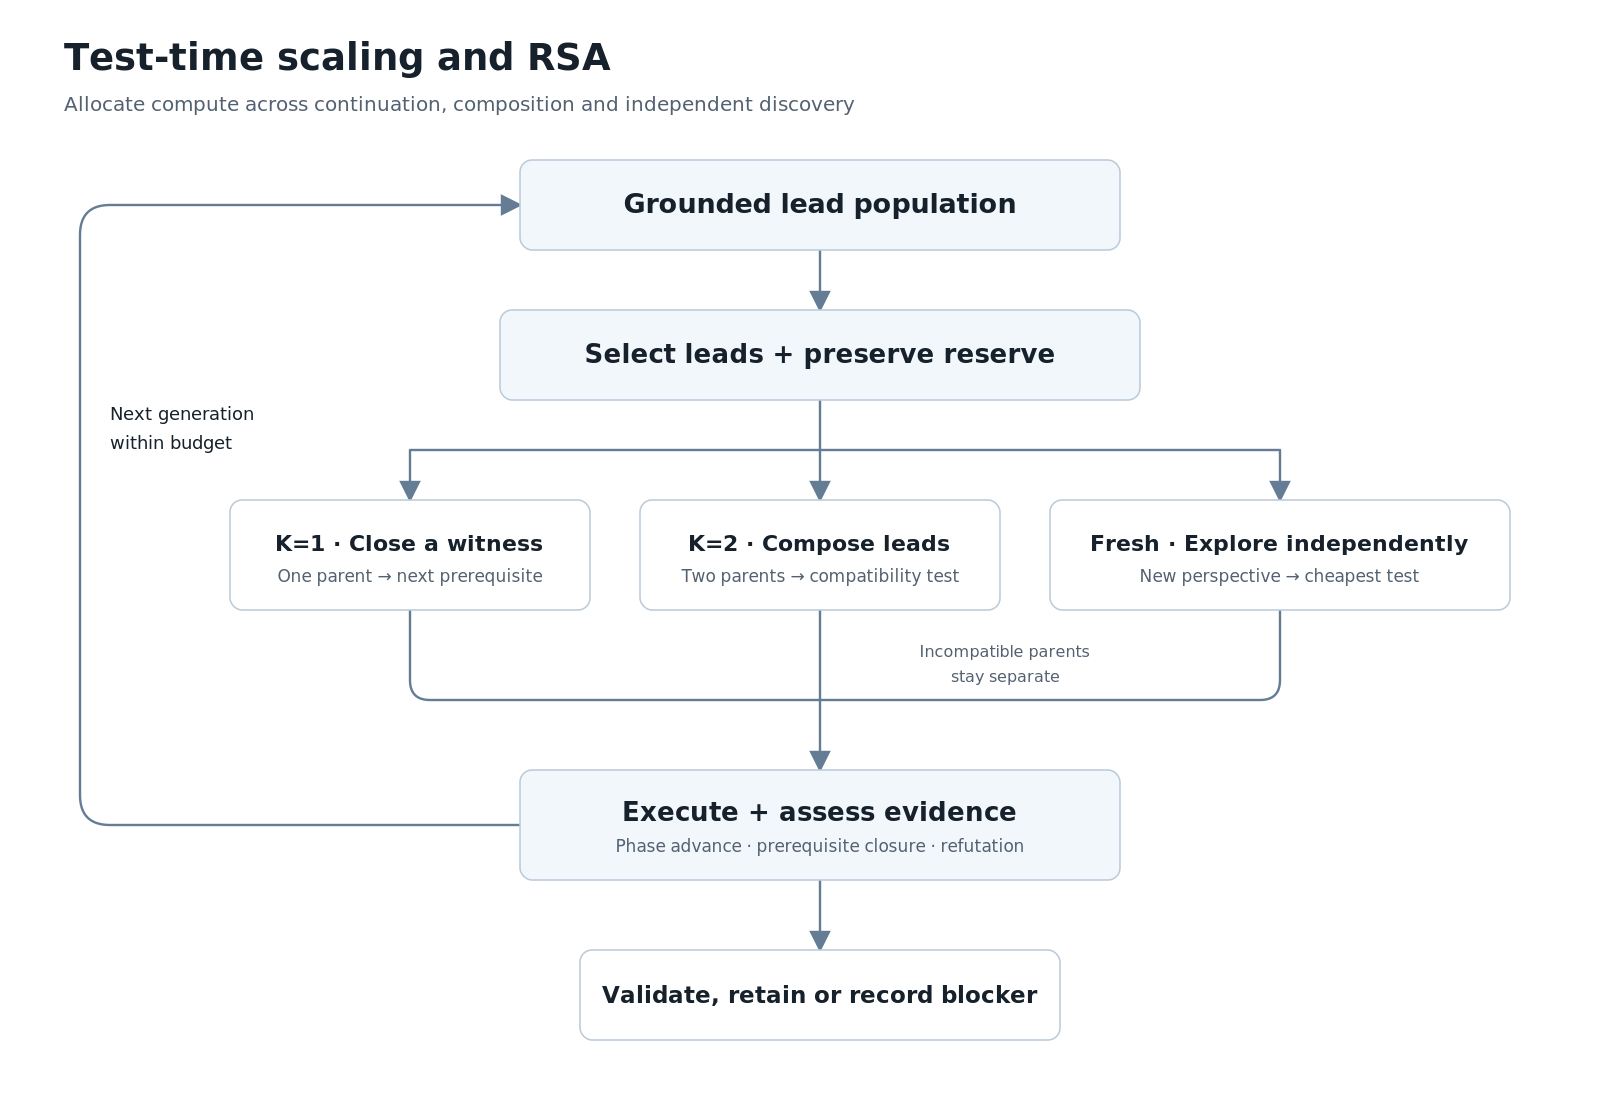 Test-time scaling and RSA
Allocate compute across continuation, composition and independent discovery
Grounded lead population
Select leads + preserve reserve
Next generation
within budget
K=1 · Close a witness
One parent → next prerequisite
K=2 · Compose leads
Two parents → compatibility test
Fresh · Explore independently
New perspective → cheapest test
Incompatible parents
stay separate
Execute + assess evidence
Phase advance · prerequisite closure · refutation
Validate, retain or record blocker